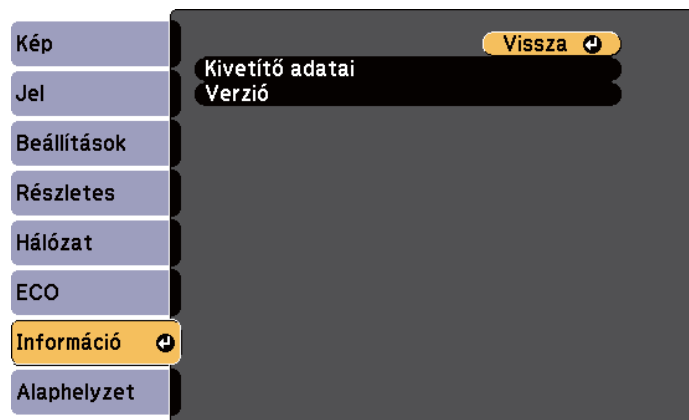 Kép
Jel
Beállítások
Részletes
Hálózat
ECO
Információ
Alaphelyzet
Vissza
Kivetítő adatai
Verzió